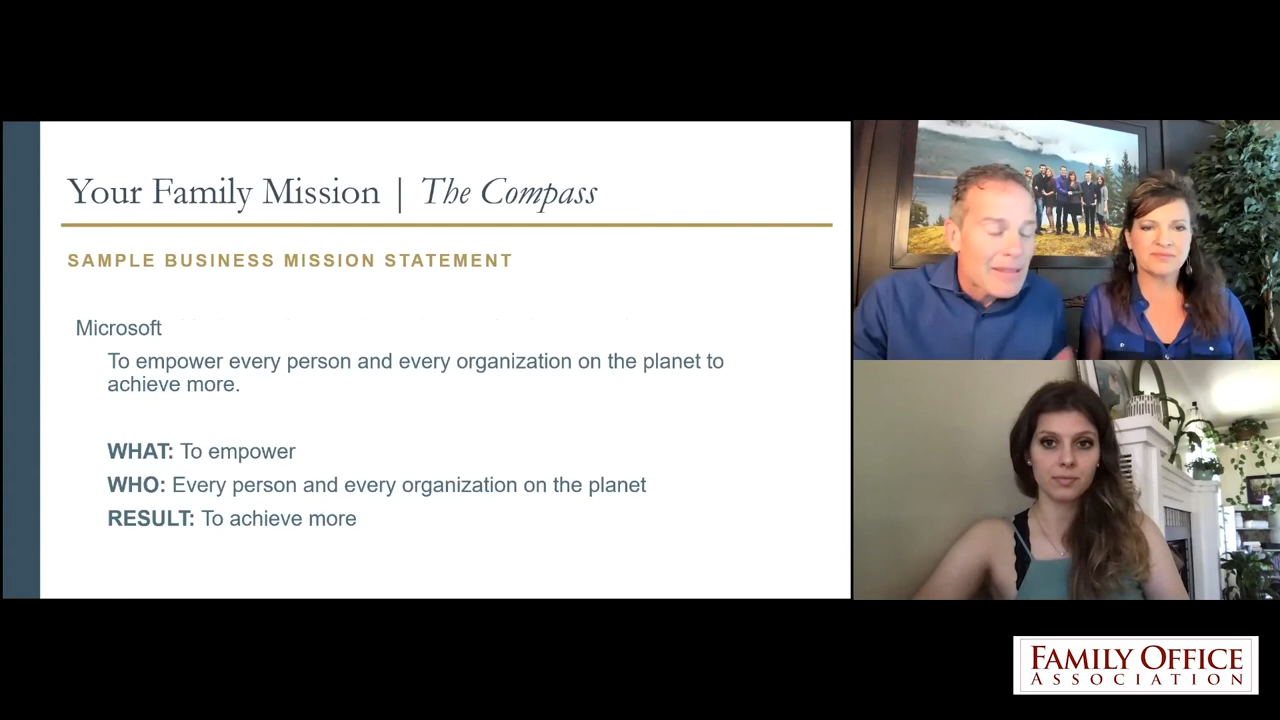 Your Family Mission | The Compass
SAMPLE BUSINESS MISSION STATEMENT
Microsoft
To empower every person and every organization on the planet to
achieve more.
WHAT: To empower
WHO: Every person and every organization on the planet
RESULT: To achieve more
FAMILY OFFICE
ASSOCIATION